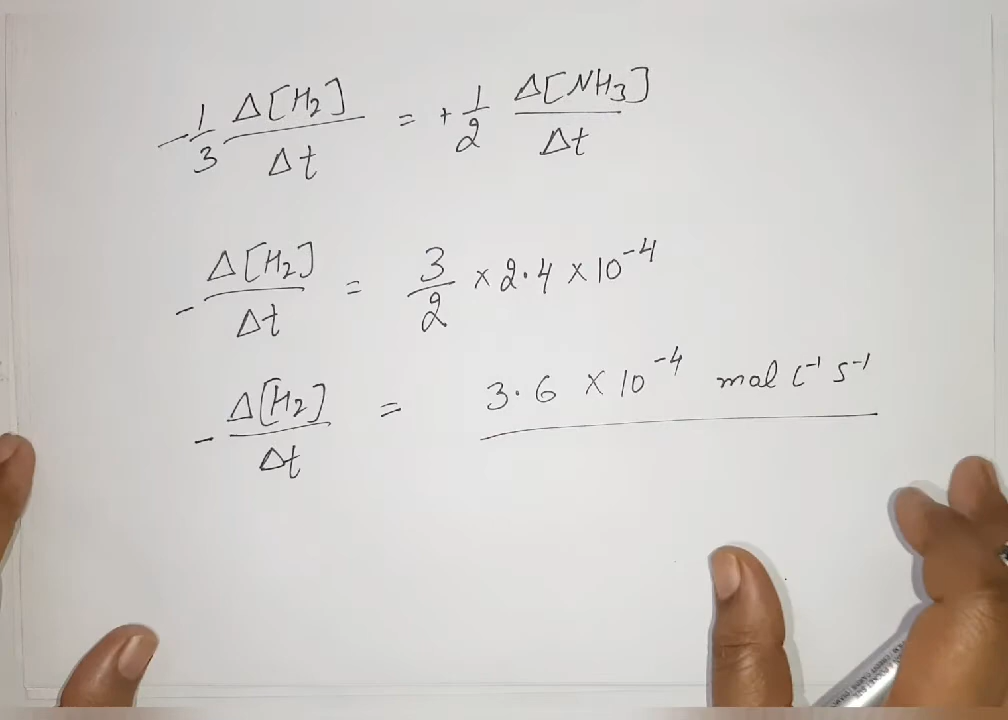 -1/3 Δ[H₂]/Δt = +1/2 Δ[NH₃]/Δt
-Δ[H₂]/Δt = 3/2 × 2.4 × 10⁻⁴
-Δ[H₂]/Δt = 3.6 × 10⁻⁴ mol L⁻¹ s⁻¹